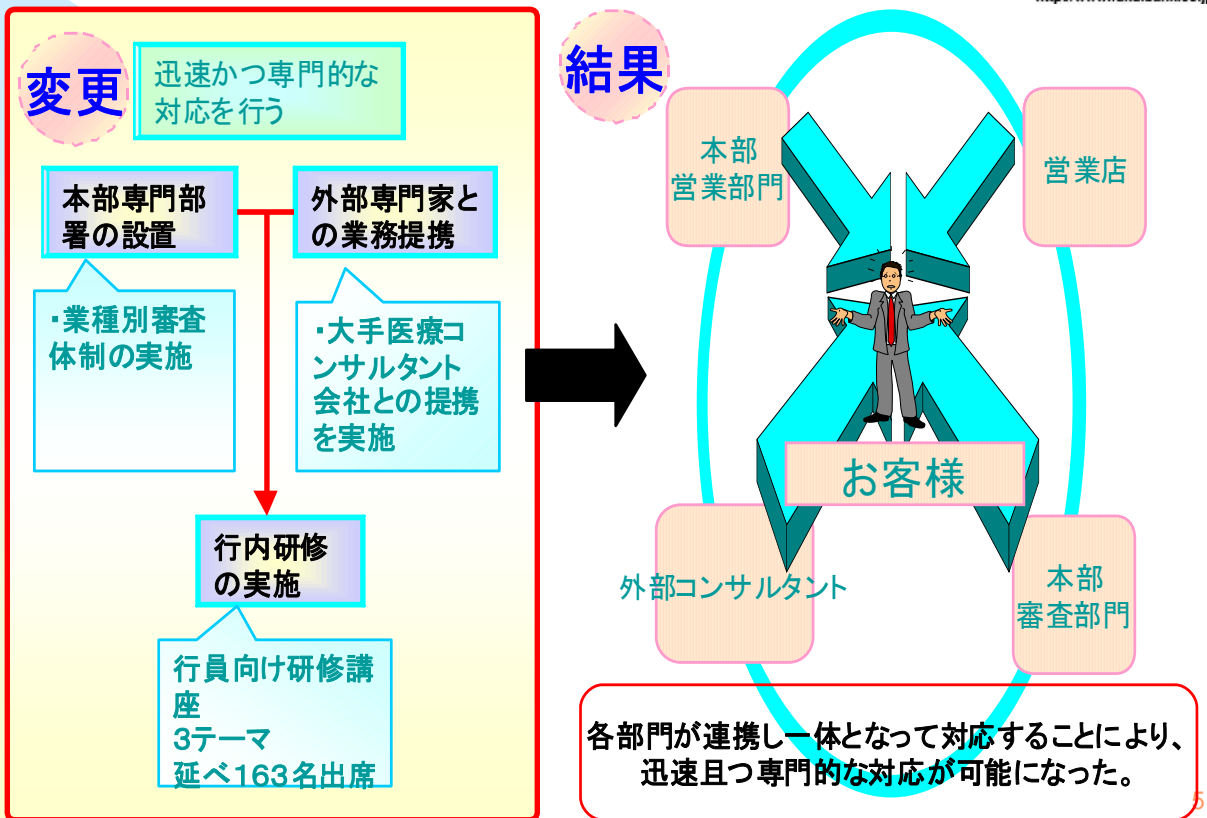 変更
迅速かつ専門的な
対応を行う
本部専門部
署の設置
外部専門家と
の業務提携
・業種別審査
体制の実施
・大手医療コ
ンサルタント
会社との提携
を実施
行内研修
の実施
行員向け研修講
座
3テーマ
延べ163名出席
結果
本部
営業部門
営業店
お客様
外部コンサルタント
本部
審査部門
各部門が連携し一体となって対応することにより、
迅速且つ専門的な対応が可能になった。
5